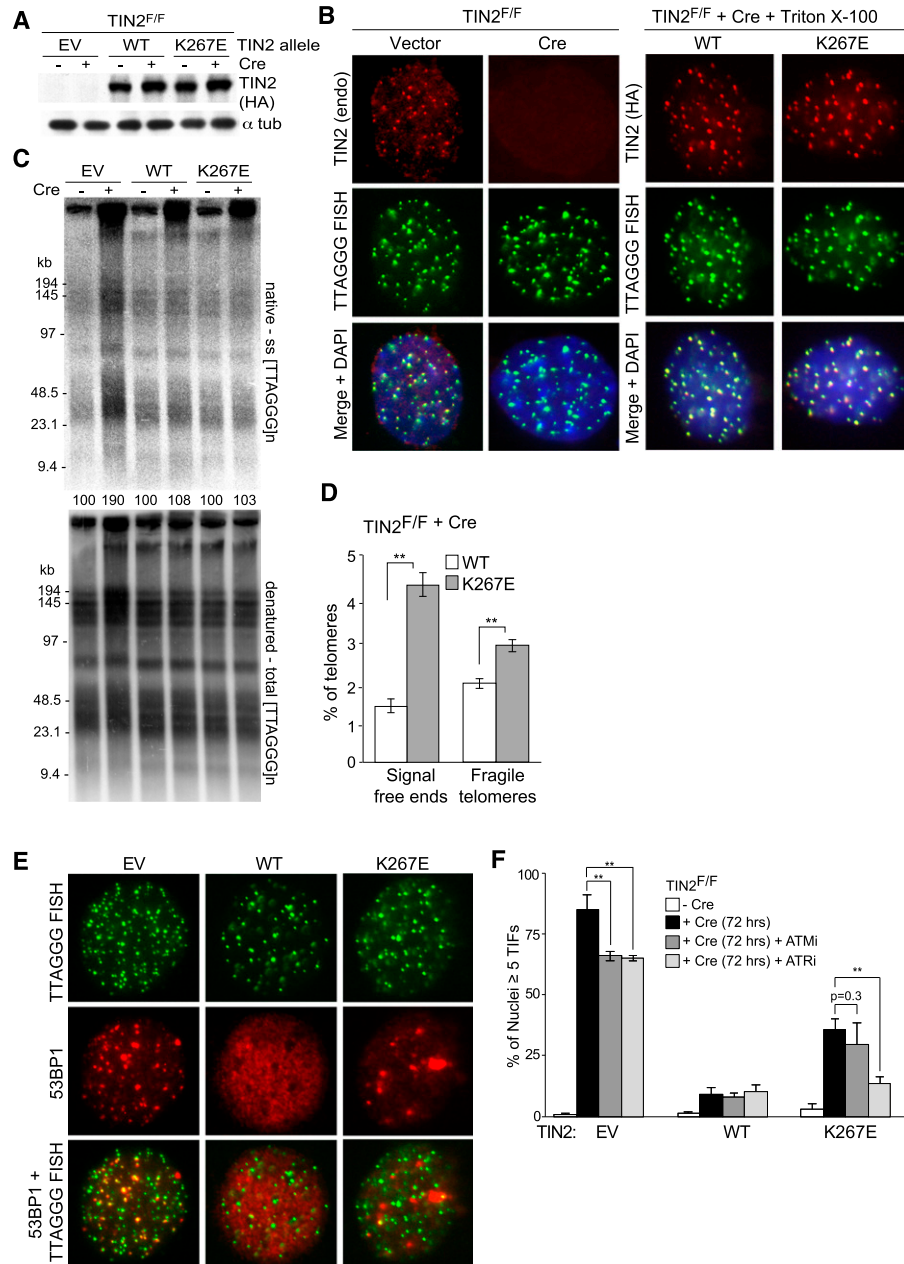 A
TIN2F/F
EV WT K267E TIN2 allele
- + - + - + Cre
TIN2 (HA)
α tub
B
TIN2F/F
Vector Cre
TIN2F/F + Cre + Triton X-100
WT K267E
TIN2 (endo)
TTAGGG FISH
Merge + DAPI
TIN2 (HA)
TTAGGG FISH
Merge + DAPI
C
EV WT K267E
Cre - + - + - +
kb
194 -
145 -
97 -
48.5 -
23.1 -
9.4 -
native - ss [TTAGGG]n
100 190 100 108 100 103
kb
194 -
145 -
97 -
48.5 -
23.1 -
9.4 -
denatured - total [TTAGGG]n
D
TIN2F/F + Cre
WT
K267E
**
**
5
4
3
2
1
0
% of telomeres
Signal free ends
Fragile telomeres
E
EV WT K267E
TTAGGG FISH
53BP1
53BP1 + TTAGGG FISH
F
TIN2F/F
- Cre
+ Cre (72 hrs)
+ Cre (72 hrs) + ATMi
+ Cre (72 hrs) + ATRi
**
**
**
p=0.3
100
75
50
25
0
% of Nuclei ≥ 5 TIFs
TIN2: EV WT K267E